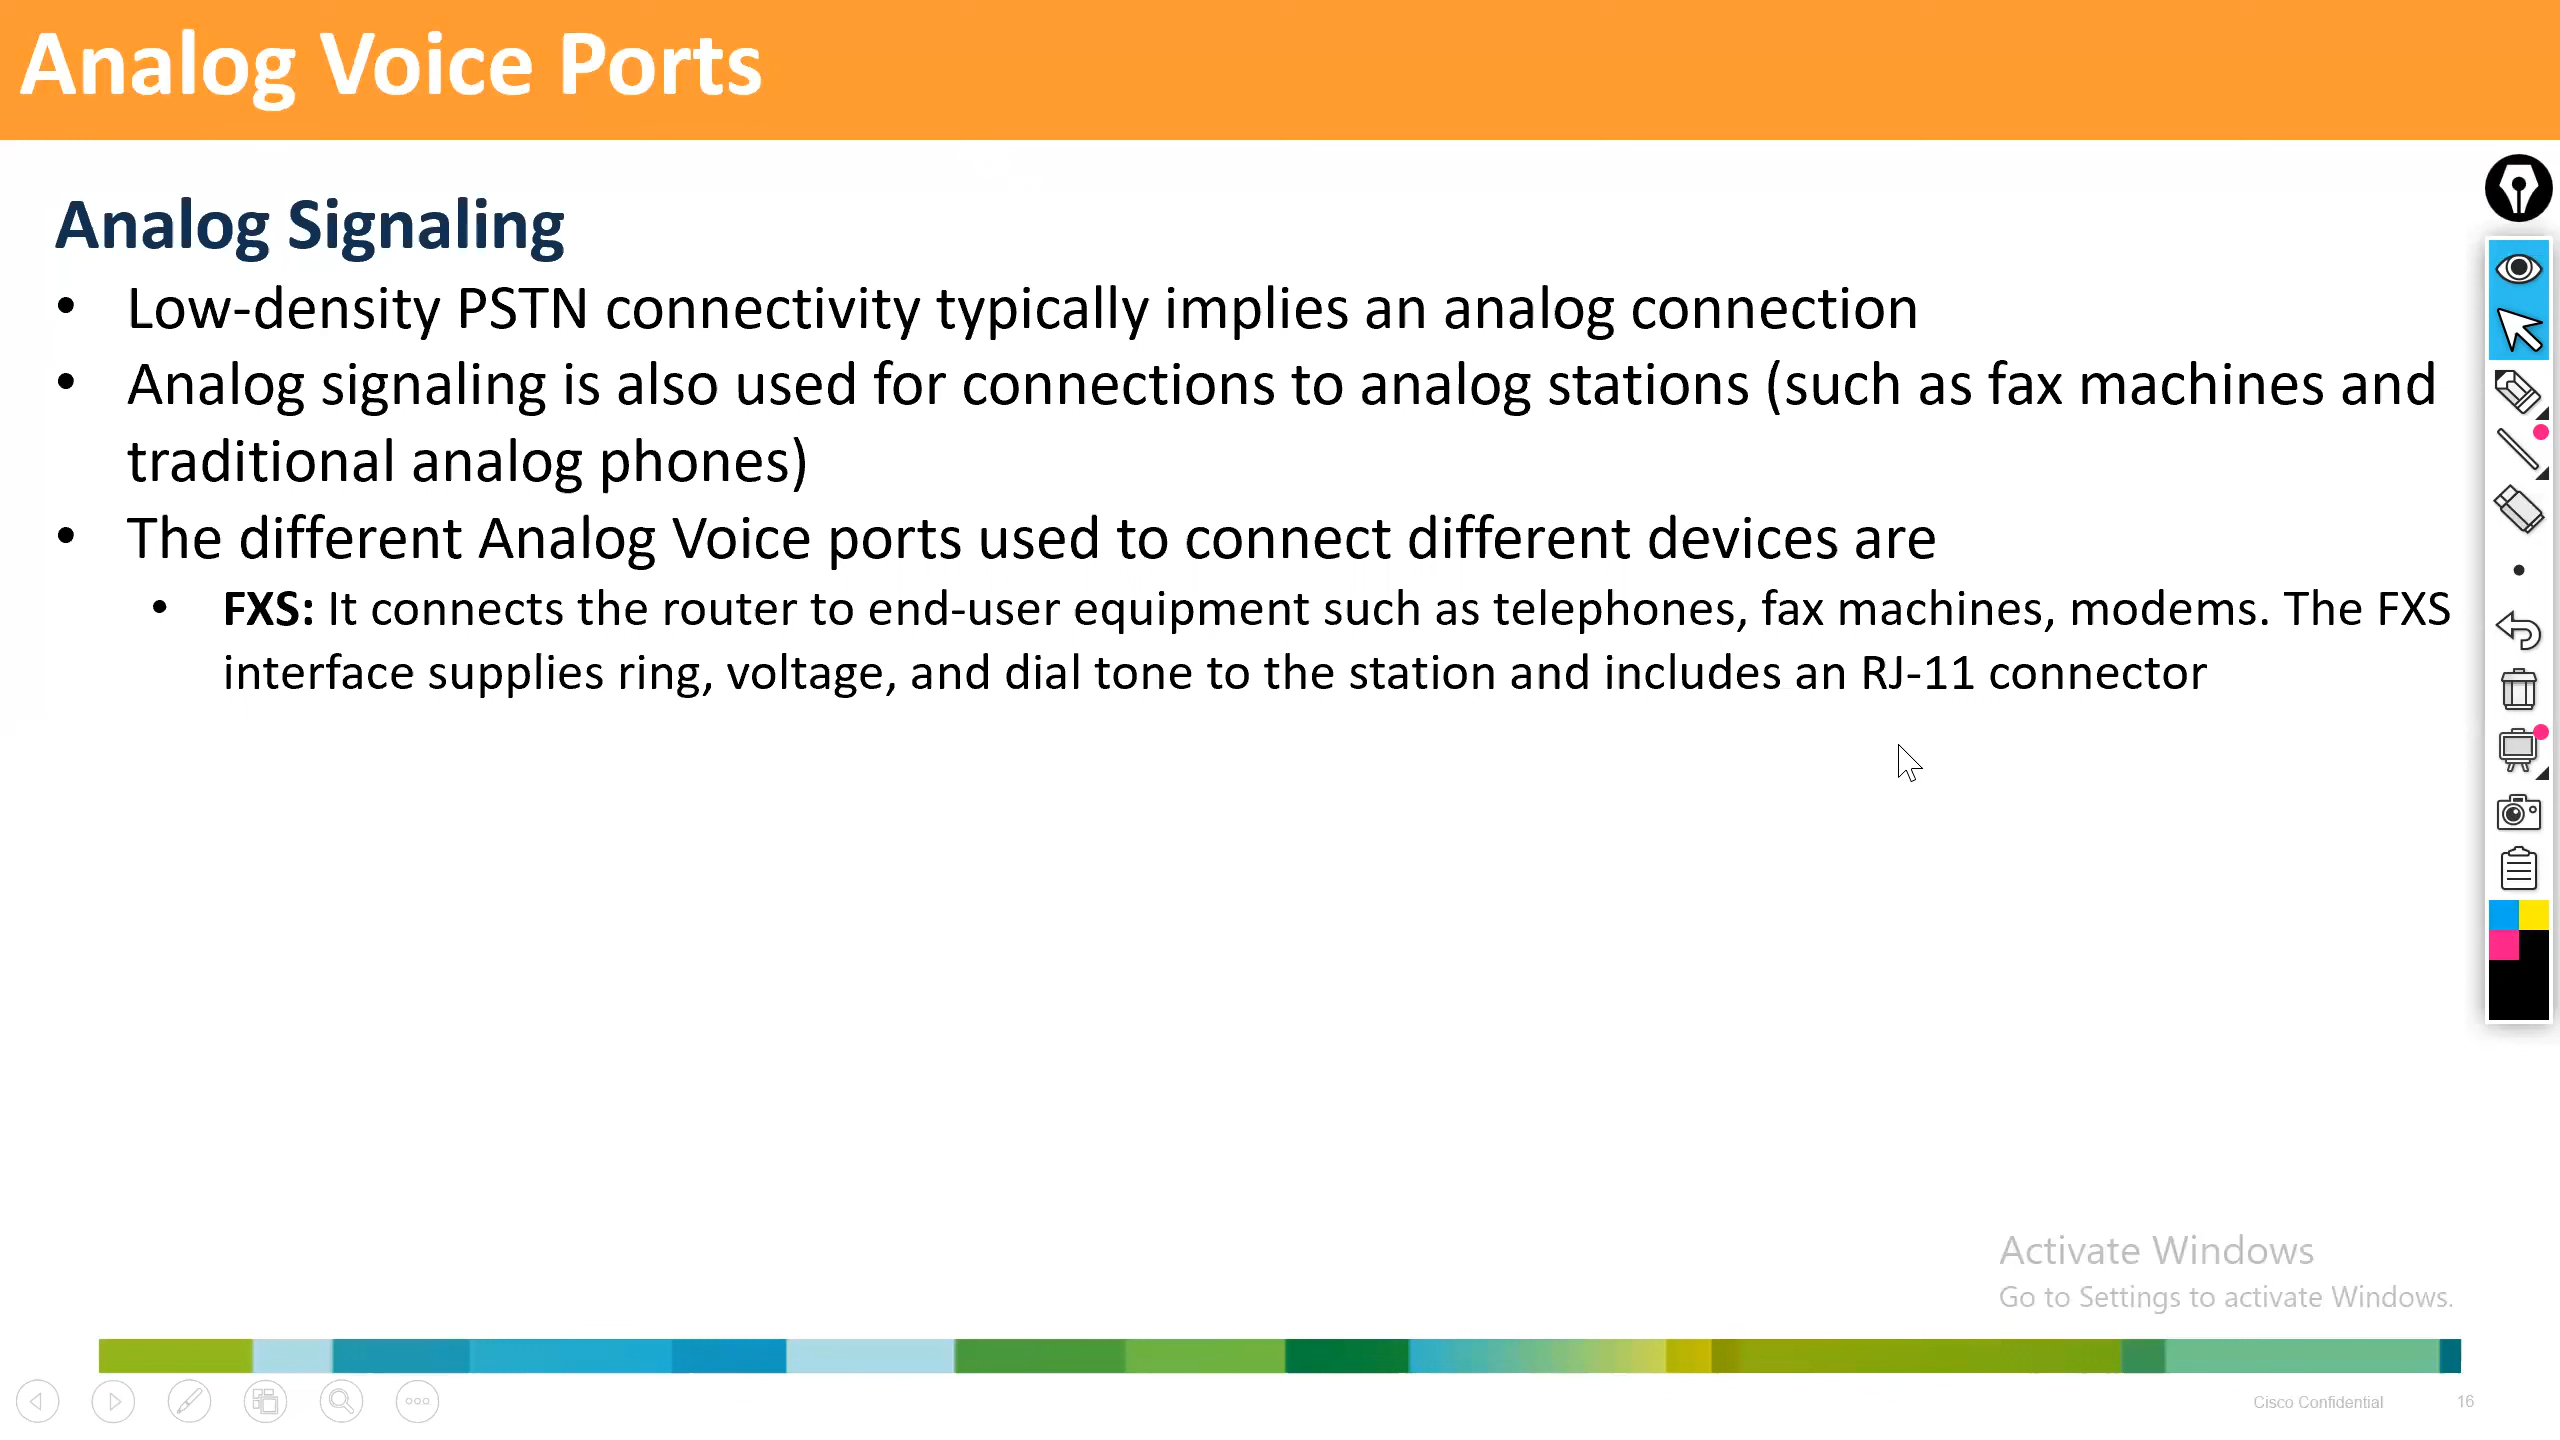 Analog Voice Ports
Analog Signaling
• Low-density PSTN connectivity typically implies an analog connection
• Analog signaling is also used for connections to analog stations (such as fax machines and
traditional analog phones)
• The different Analog Voice ports used to connect different devices are
• FXS: It connects the router to end-user equipment such as telephones, fax machines, modems. The FXS
interface supplies ring, voltage, and dial tone to the station and includes an RJ-11 connector
Activate Windows
Go to Settings to activate Windows.
Cisco Confidential 16